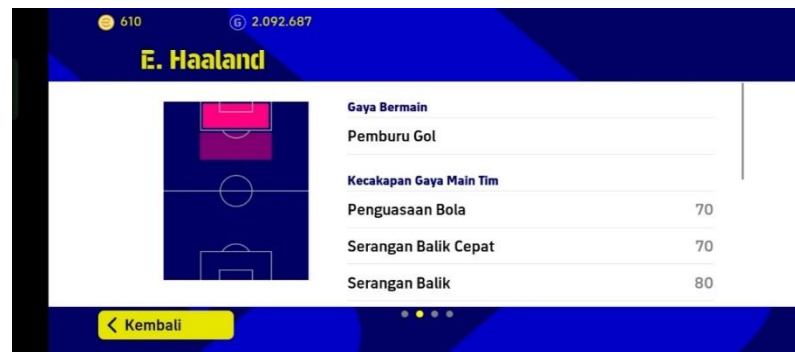 610
G 2.092.687
E. Haaland
Gaya Bermain
Pemburu Gol
Kecakapan Gaya Main Tim
Penguasaan Bola 70
Serangan Balik Cepat 70
Serangan Balik 80
Kembali